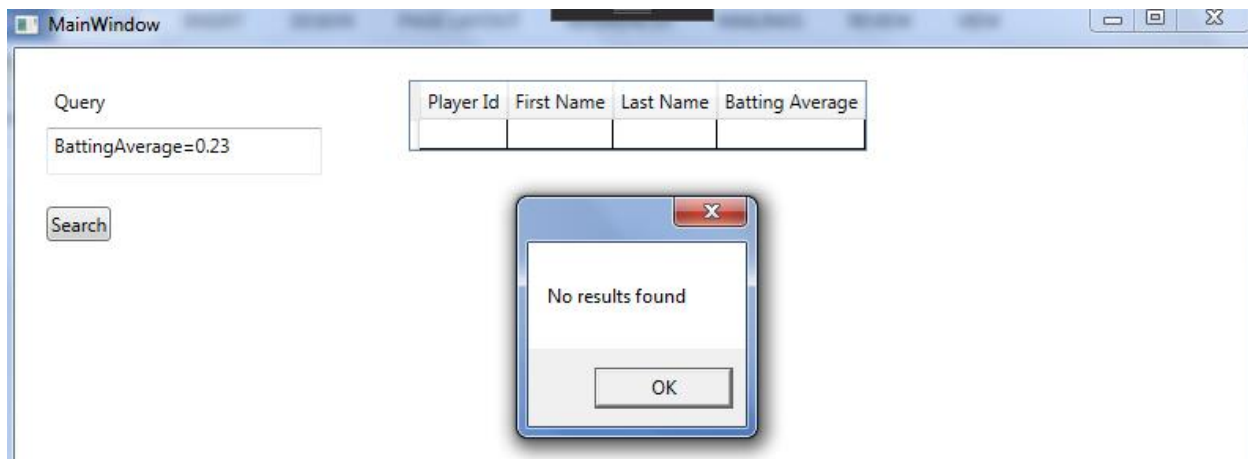 MainWindow
Query
BattingAverage=0.23
Search
Player Id First Name Last Name Batting Average
No results found
OK